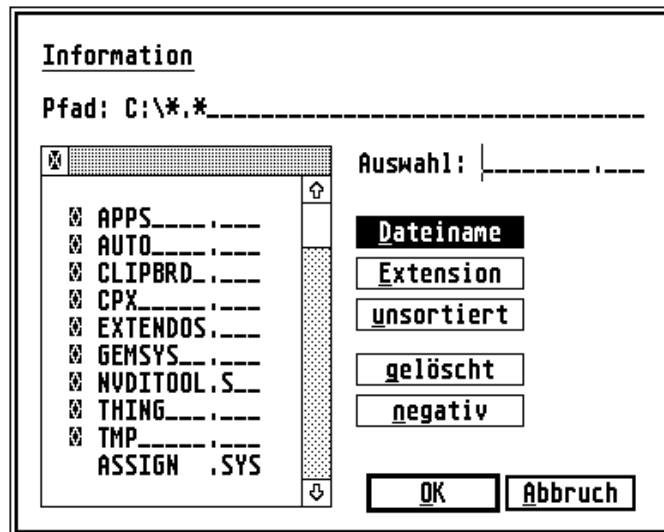 Information
Pfad: C:\*.*_________________________________
Auswahl: ________.___
APPS____.___
AUTO____.___
CLIPBRD_.___
CPX_____.___
EXTENDOS.___
GEMSYS__.___
NVDITOOL.S__
THING___.___
TMP_____.___
ASSIGN  .SYS
Dateiname
Extension
unsortiert
gelöscht
negativ
OK
Abbruch